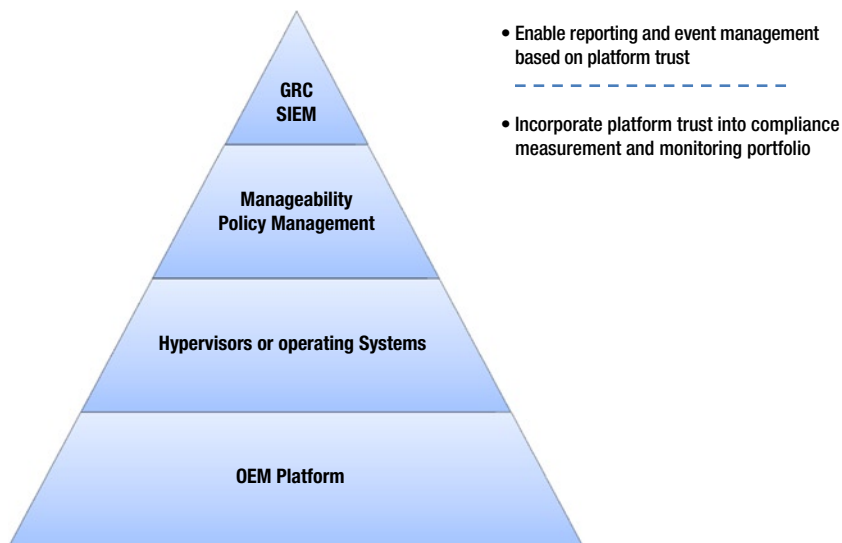 GRC
SIEM
Manageability
Policy Management
Hypervisors or operating Systems
OEM Platform
• Enable reporting and event management
based on platform trust
• Incorporate platform trust into compliance
measurement and monitoring portfolio